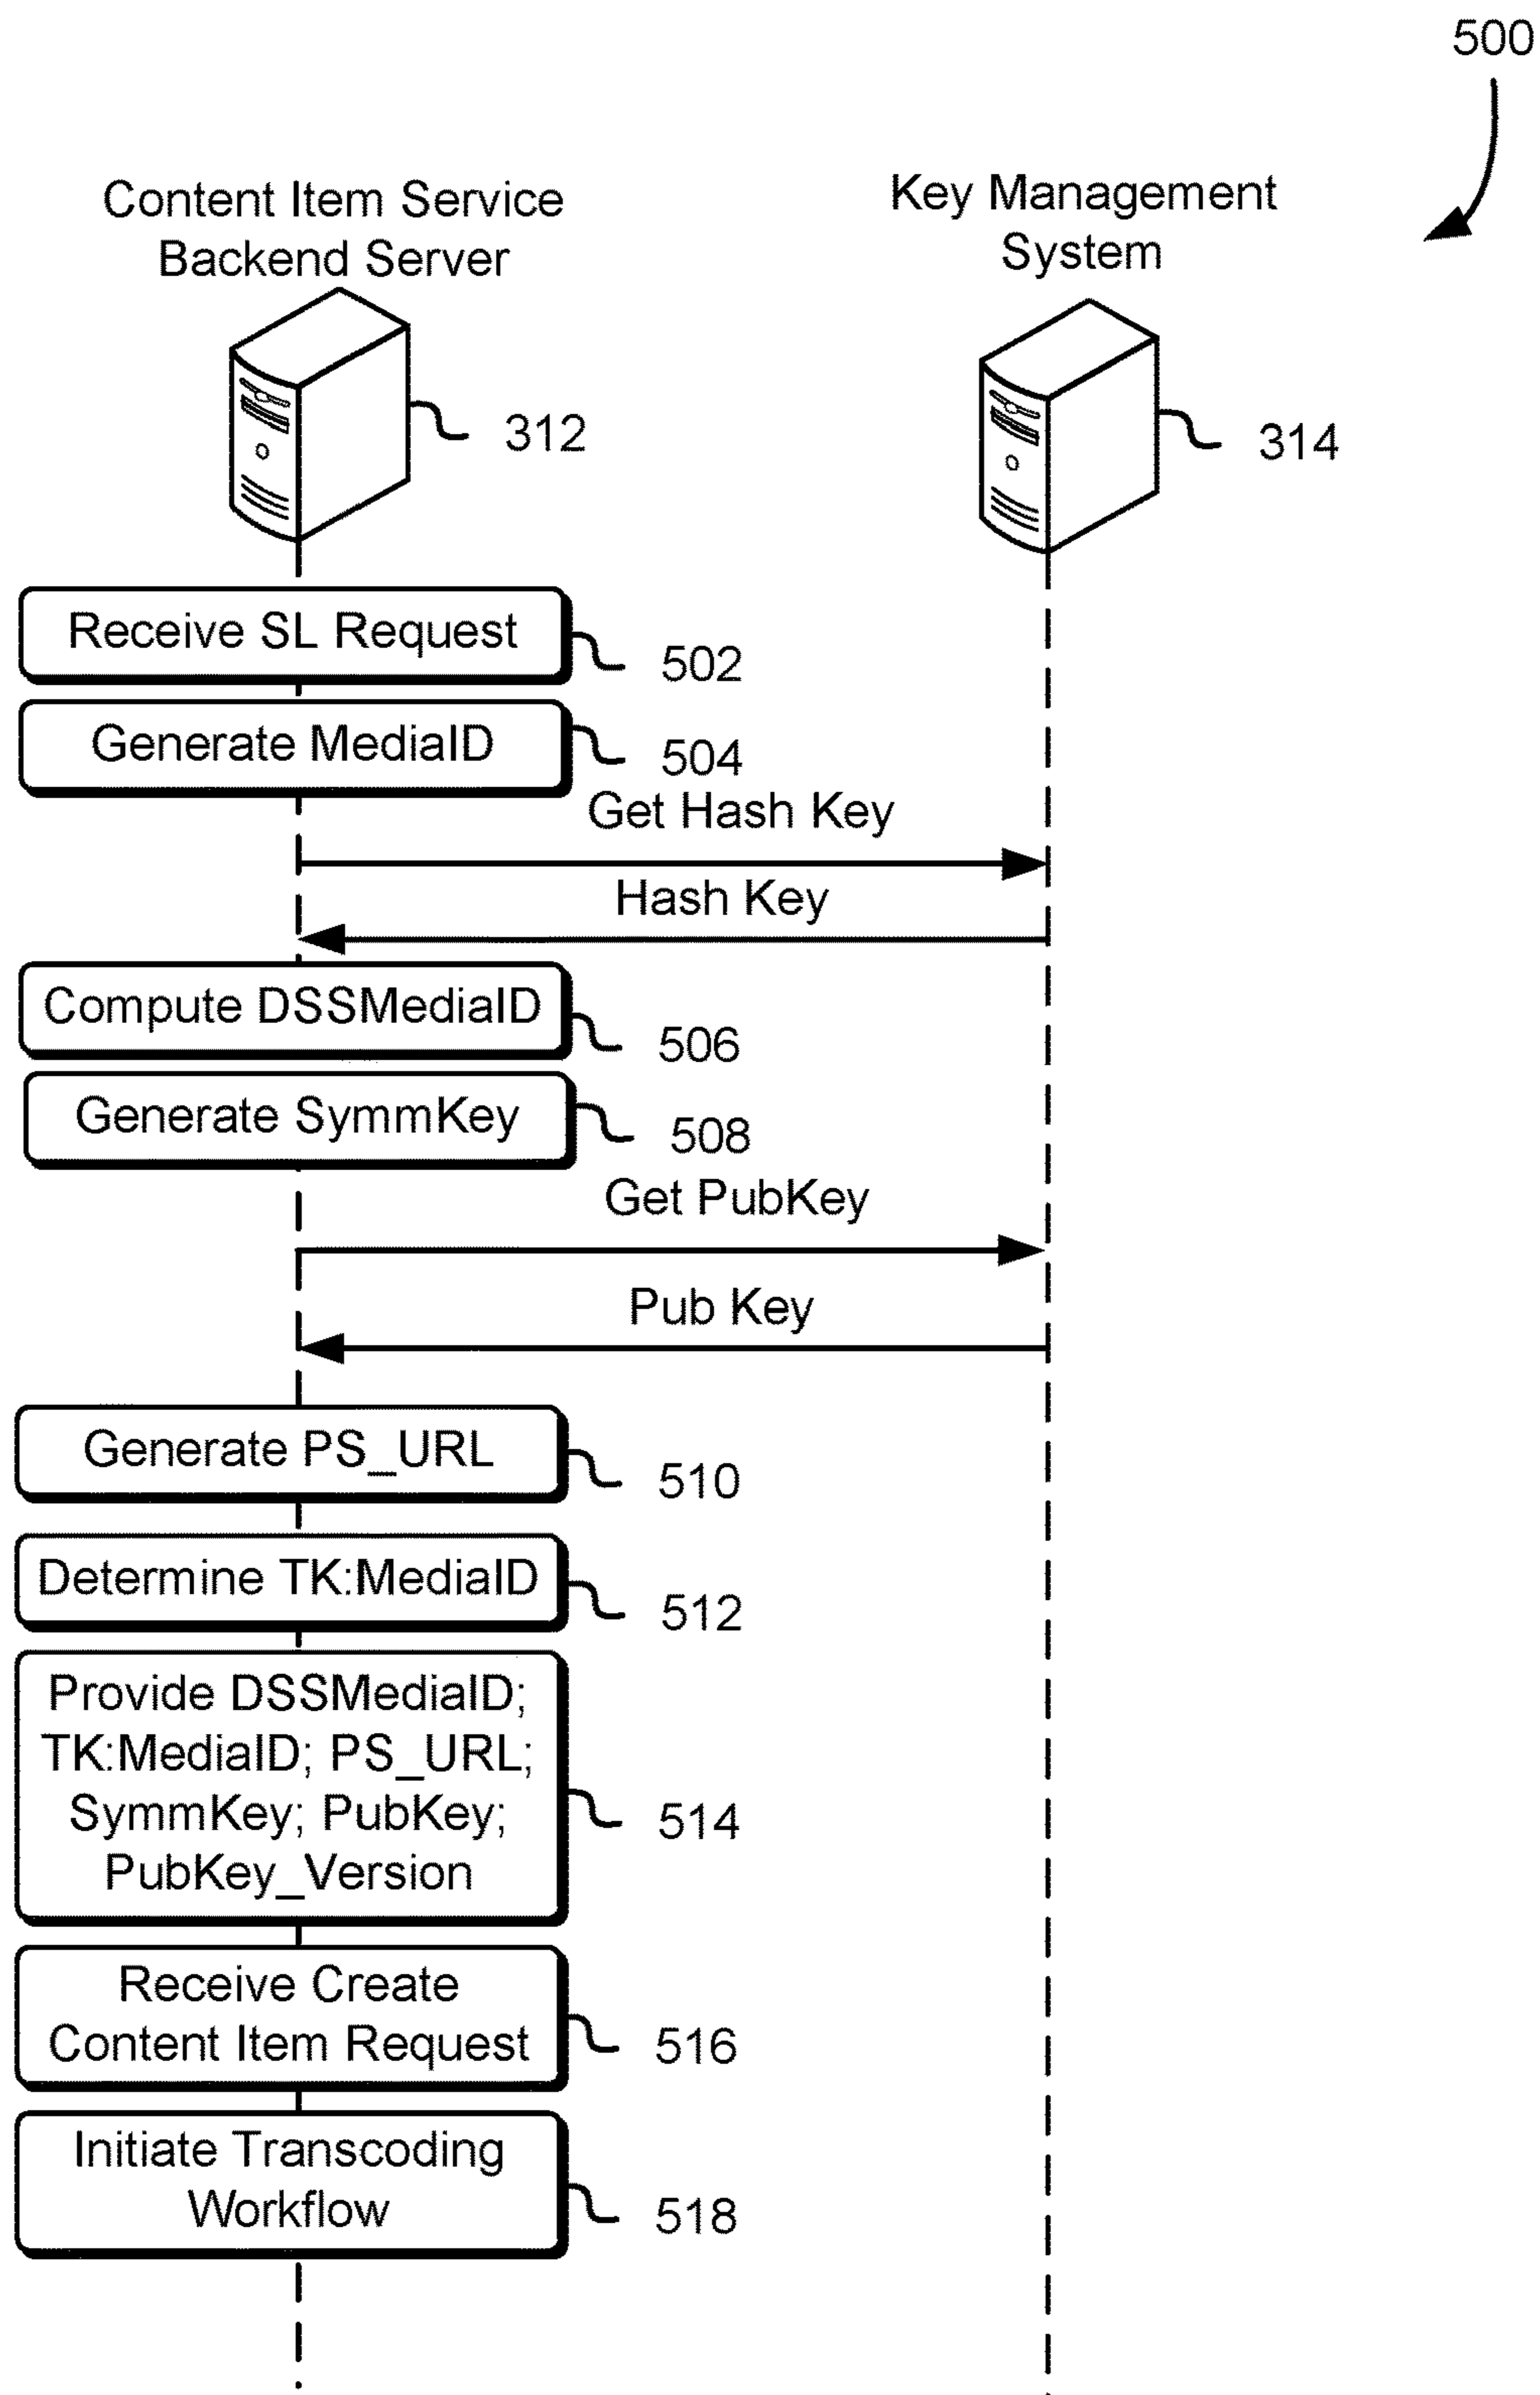 500
Content Item Service
Backend Server
Key Management
System
312
314
Receive SL Request
502
Generate MediaID
504
Get Hash Key
Hash Key
Compute DSSMediaID
506
Generate SymmKey
508
Get PubKey
Pub Key
Generate PS_URL
510
Determine TK:MediaID
512
Provide DSSMediaID;
TK:MediaID; PS_URL;
SymmKey; PubKey;
PubKey_Version
514
Receive Create
Content Item Request
516
Initiate Transcoding
Workflow
518